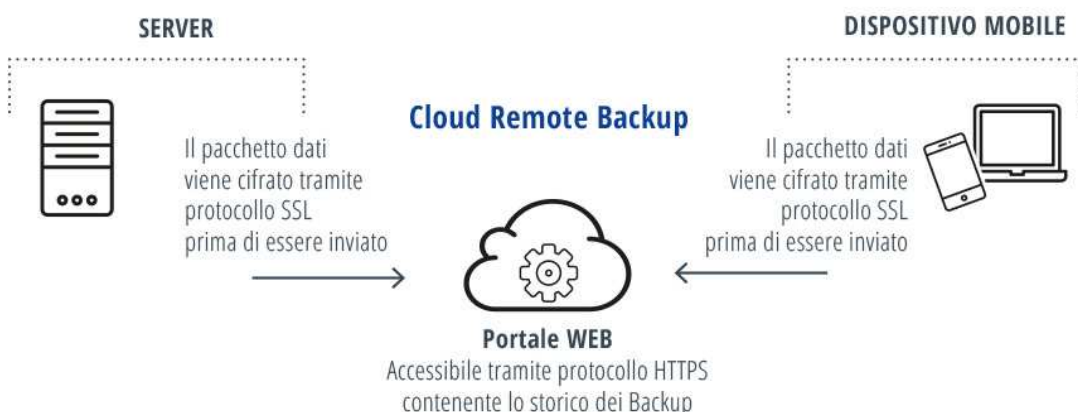 SERVER
DISPOSITIVO MOBILE
Cloud Remote Backup
Il pacchetto dati
viene cifrato tramite
protocollo SSL
prima di essere inviato
Il pacchetto dati
viene cifrato tramite
protocollo SSL
prima di essere inviato
Portale WEB
Accessibile tramite protocollo HTTPS
contenente lo storico dei Backup